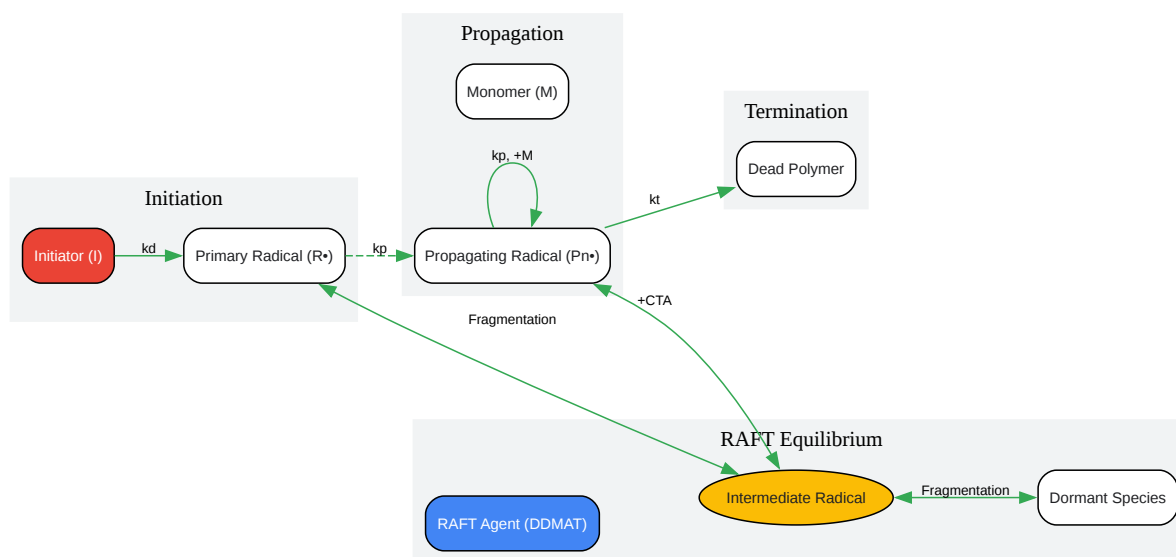 Propagation
Monomer (M)
Termination
kp, +M
Dead Polymer
Initiation
kt
Initiator (I)
kd
Primary Radical (R•)
kp
Propagating Radical (Pn•)
+CTA
Fragmentation
RAFT Equilibrium
Intermediate Radical
Fragmentation
Dormant Species
RAFT Agent (DDMAT)